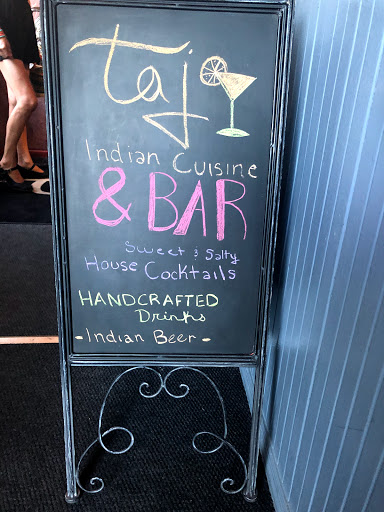 taj
Indian Cuisine
& BAR
Sweet & Salty
House Cocktails
HANDCRAFTED
Drinks
- Indian Beer -